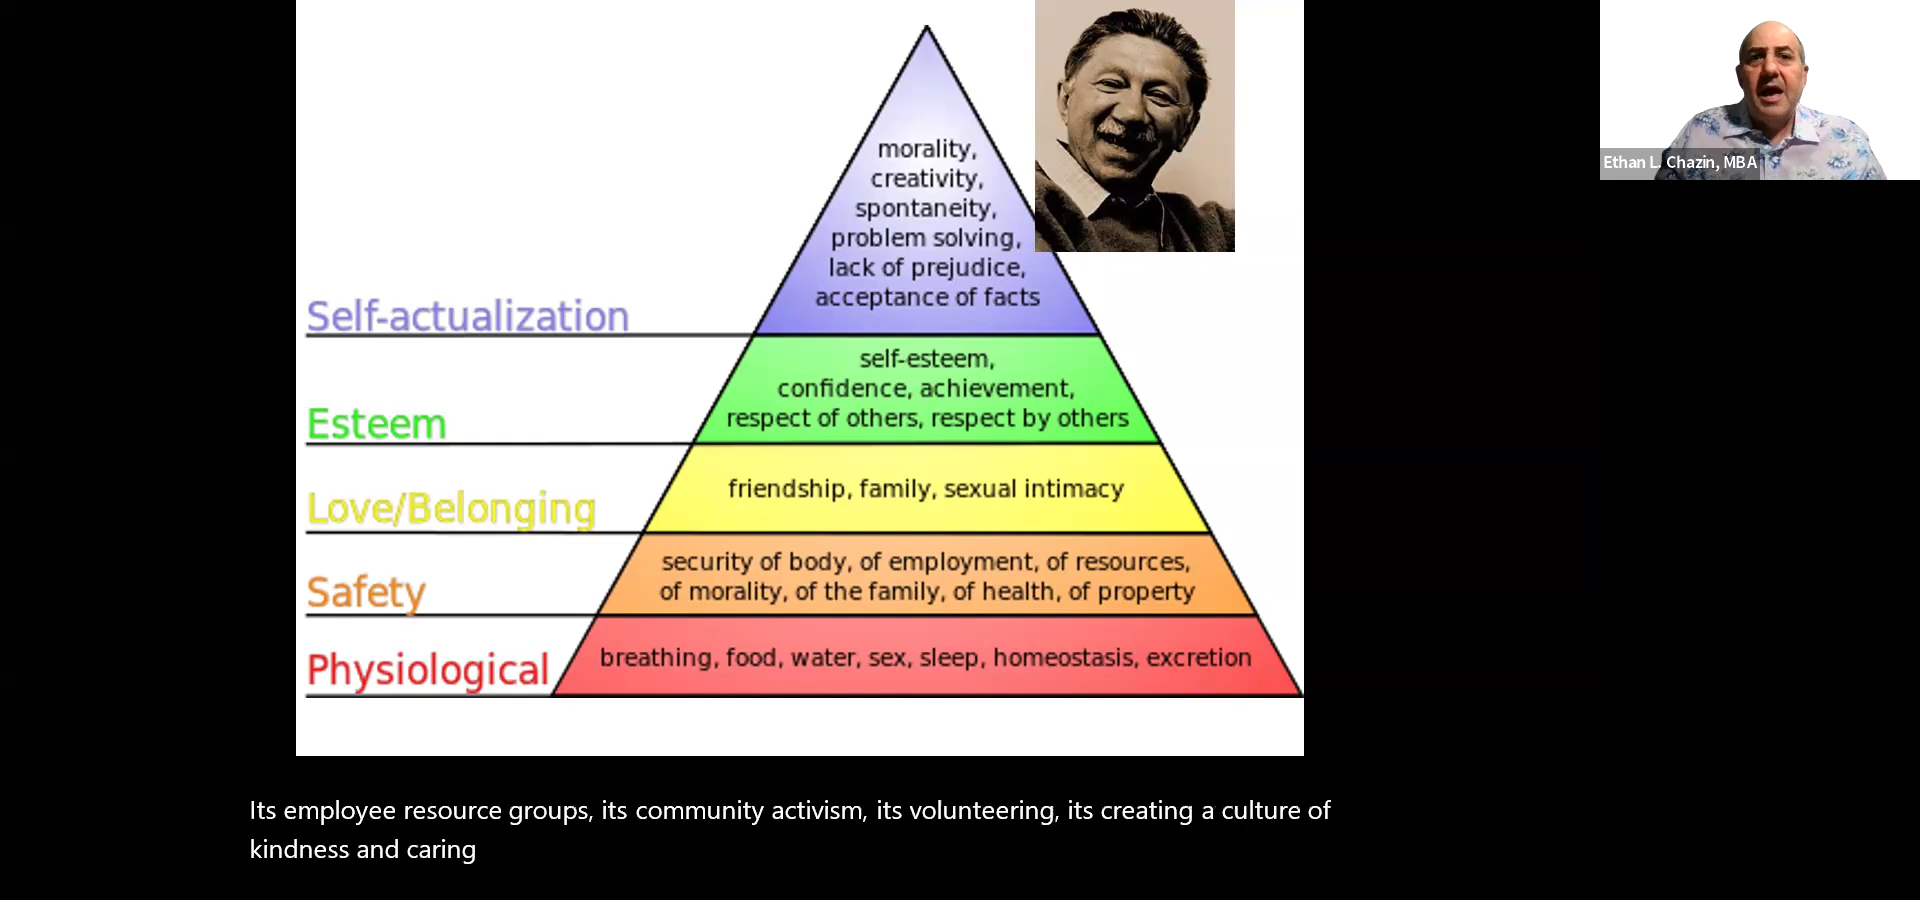 morality,
creativity,
spontaneity,
problem solving,
lack of prejudice,
acceptance of facts
Self-actualization
self-esteem,
confidence, achievement,
respect of others, respect by others
Esteem
friendship, family, sexual intimacy
Love/Belonging
security of body, of employment, of resources,
of morality, of the family, of health, of property
Safety
breathing, food, water, sex, sleep, homeostasis, excretion
Physiological
Ethan L. Chazin, MBA
Its employee resource groups, its community activism, its volunteering, its creating a culture of
kindness and caring